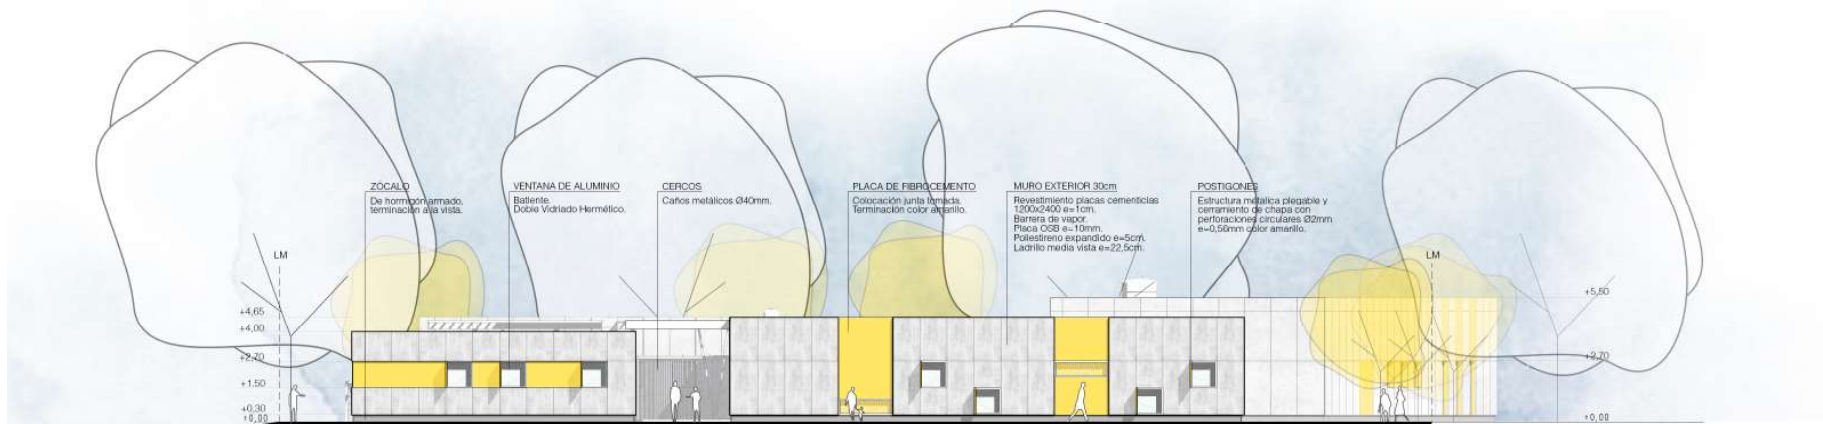 ZÓCALO
De hormigón armado,
terminación a la vista.
VENTANA DE ALUMINIO
Batiente.
Doble Vidriado Hermético.
CERCOS
Caños metálicos Ø40mm.
PLACA DE FIBROCEMENTO
Colocación junta tomada.
Terminación color amarillo.
MURO EXTERIOR 30cm
Revestimiento placas cementicias
1200x2400 e=1cm.
Barrera de vapor.
Placa OSB e=10mm.
Poliestireno expandido e=5cm.
Ladrillo media vista e=22,5cm.
POSTIGONES
Estructura métalica plegable y
cerramiento de chapa con
perforaciones circulares Ø2mm
e=0,56mm color amarillo.
LM
LM
+4,65
+4,00
+2,70
+1,50
+0,30
±0,00
+5,50
+2,70
±0,00